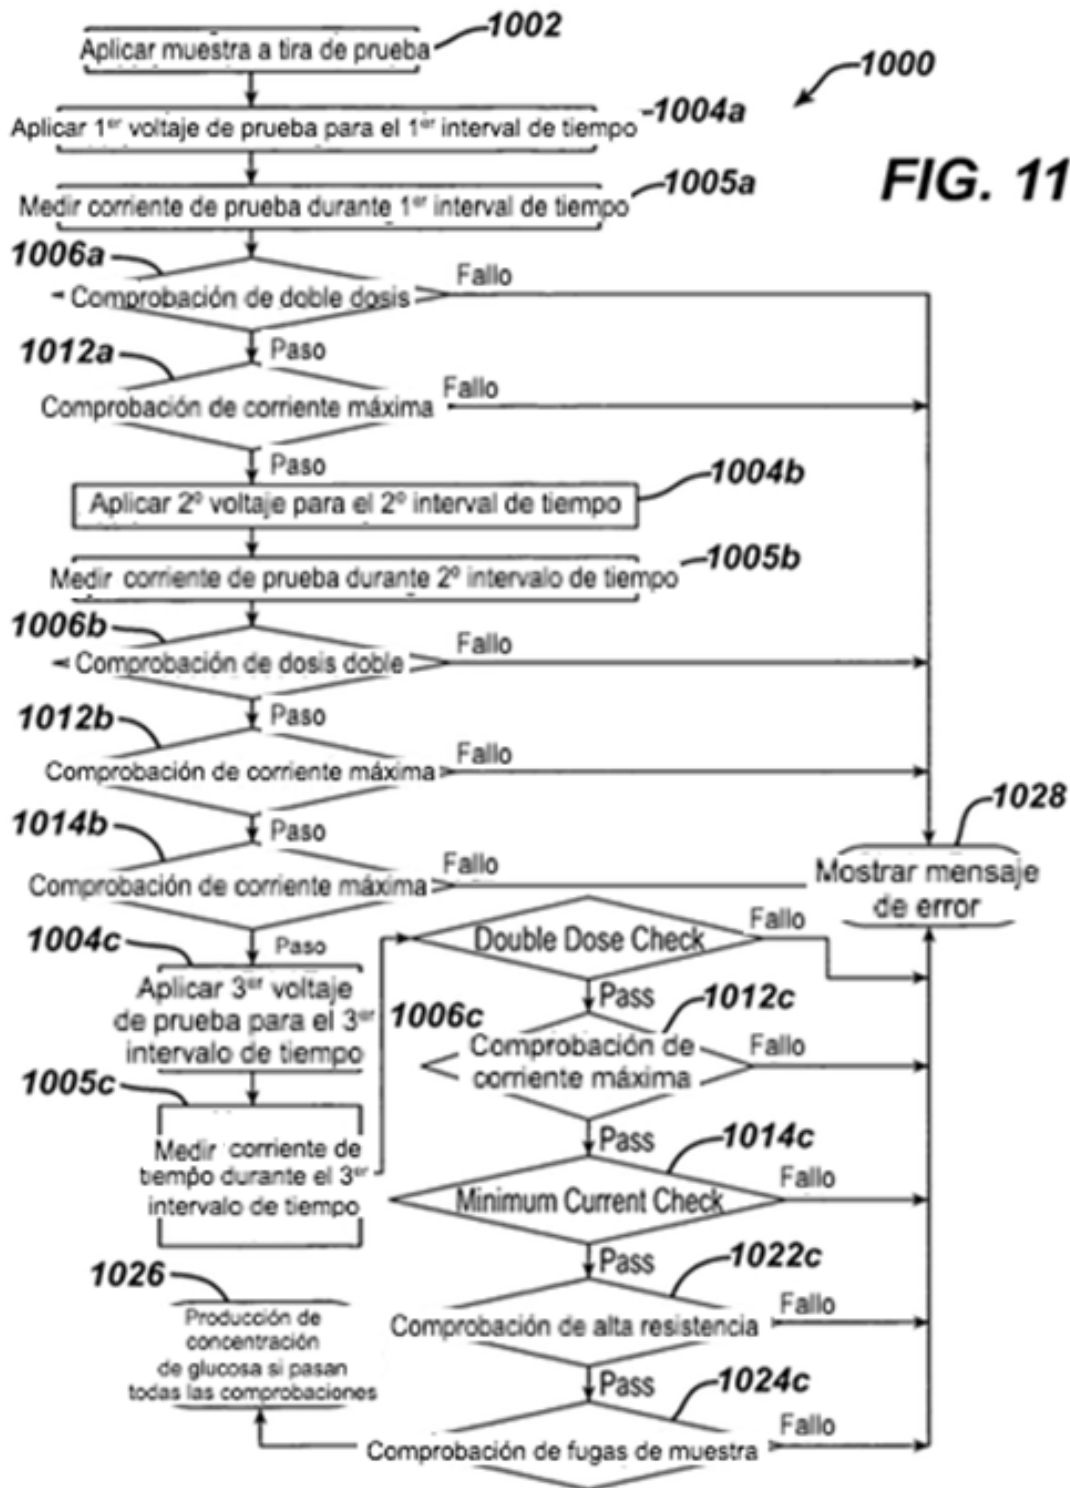 1002
Aplicar muestra a tira de prueba
1000
1004a
Aplicar 1er voltaje de prueba para el 1er interval de tiempo
FIG. 11
1005a
Medir corriente de prueba durante 1er interval de tiempo
1006a
Fallo
Comprobación de doble dosis
Paso
1012a
Fallo
Comprobación de corriente máxima
Paso
1004b
Aplicar 2º voltaje para el 2º interval de tiempo
1005b
Medir corriente de prueba durante 2º intervalo de tiempo
1006b
Fallo
Comprobación de dosis doble
Paso
1012b
Fallo
Comprobación de corriente máxima
1028
Paso
1014b
Fallo
Comprobación de corriente máxima
Mostrar mensaje
de error
Paso
1004c
Aplicar 3er voltaje
de prueba para el 3er
intervalo de tiempo
Double Dose Check
Fallo
Pass
1006c
1012c
Comprobación de
corriente máxima
Fallo
1005c
Medir corriente de
tiempo durante el 3er
intervalo de tiempo
Pass
1014c
Minimum Current Check
Fallo
Pass
1022c
Comprobación de alta resistencia
Fallo
1026
Producción de
concentración
de glucosa si pasan
todas las comprobaciones
Pass
1024c
Comprobación de fugas de muestra
Fallo